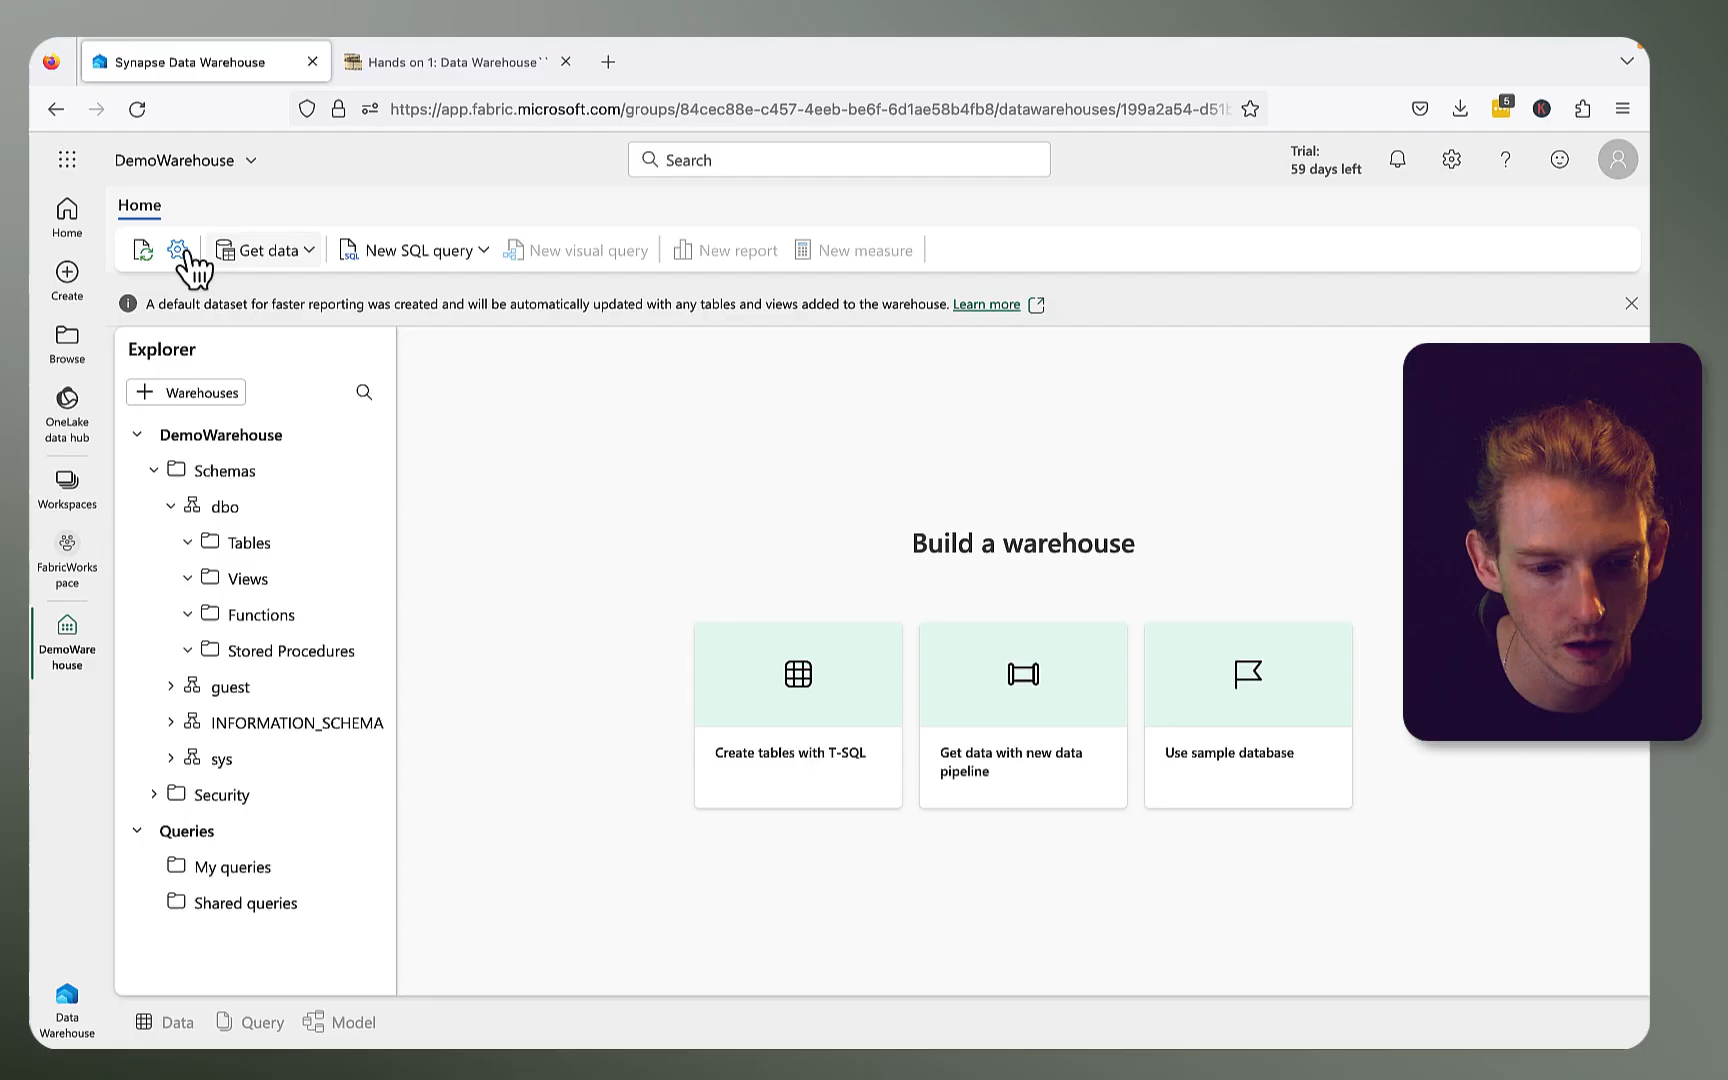 Synapse Data Warehouse
Hands on 1: Data Warehouse``
https://app.fabric.microsoft.com/groups/84cec88e-c457-4eeb-be6f-6d1ae58b4fb8/datawarehouses/199a2a54-d51
5
K
DemoWarehouse
Search
Trial:
59 days left
Home
Get data
New SQL query
New visual query
New report
New measure
A default dataset for faster reporting was created and will be automatically updated with any tables and views added to the warehouse. Learn more
Home
Create
Browse
OneLake
data hub
Workspaces
FabricWorks
pace
DemoWare
house
Data
Warehouse
Explorer
Warehouses
DemoWarehouse
Schemas
dbo
Tables
Views
Functions
Stored Procedures
guest
INFORMATION_SCHEMA
sys
Security
Queries
My queries
Shared queries
Build a warehouse
Create tables with T-SQL
Get data with new data
pipeline
Use sample database
Data
Query
Model